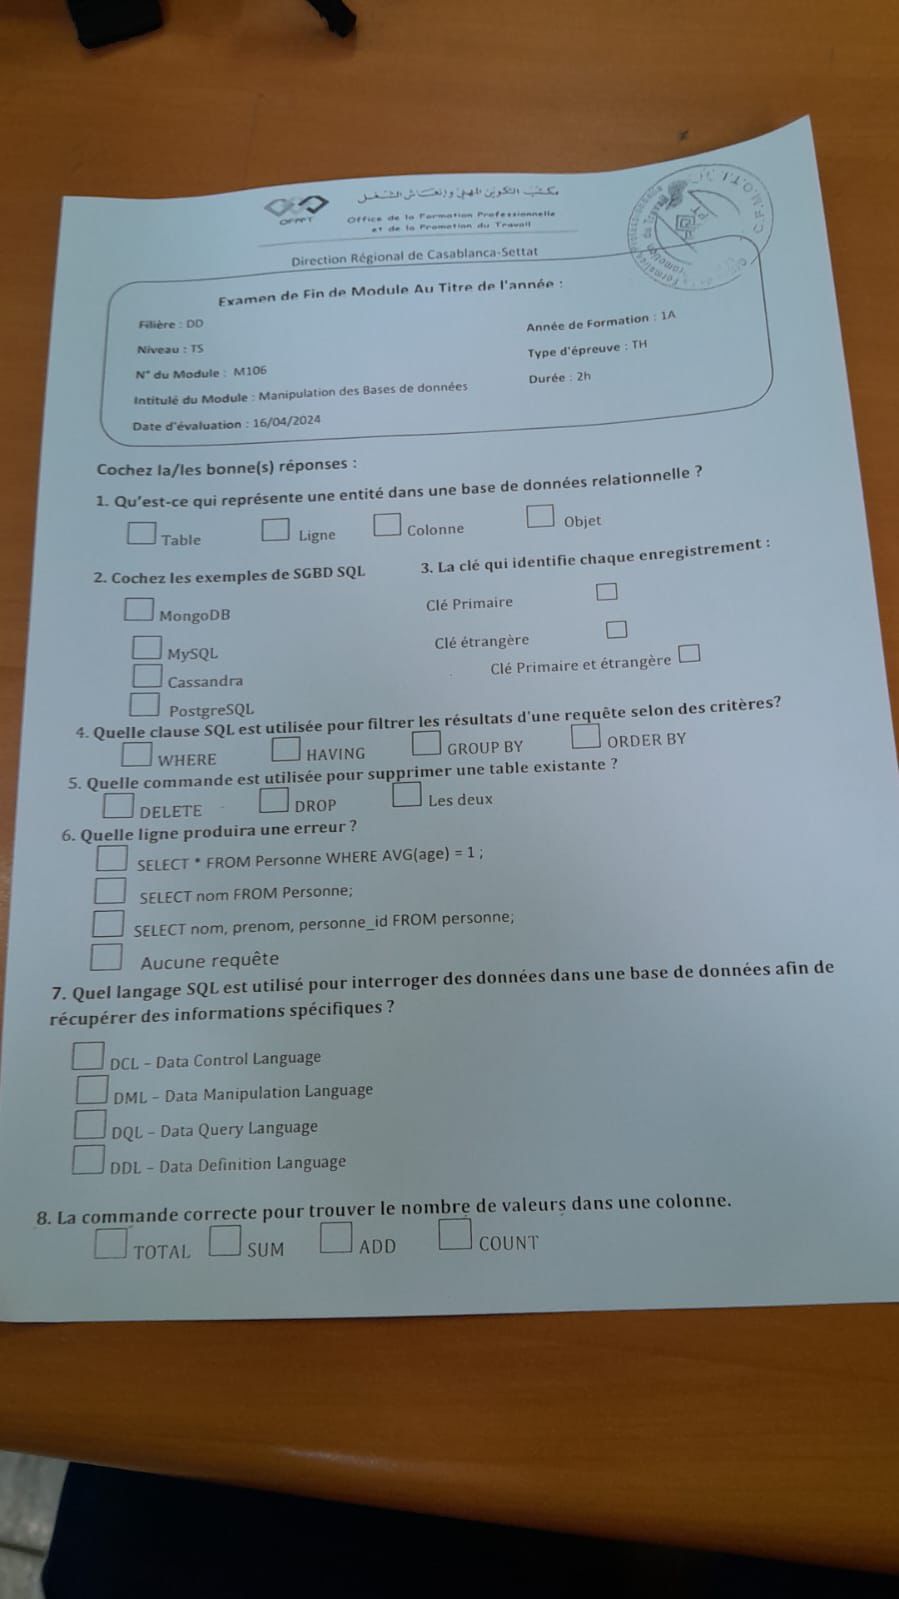 مكتب التكوين المهني وإنعاش الشغل
OFPPT
Office de la Formation Professionnelle
et de la Promotion du Travail
Direction Régional de Casablanca-Settat
Examen de Fin de Module Au Titre de l'année :
Filière : DD
Année de Formation : 1A
Niveau : TS
Type d'épreuve : TH
N° du Module : M106
Durée : 2h
Intitulé du Module : Manipulation des Bases de données
Date d'évaluation : 16/04/2024
Cochez la/les bonne(s) réponses :
1. Qu'est-ce qui représente une entité dans une base de données relationnelle ?
Table Ligne Colonne Objet
2. Cochez les exemples de SGBD SQL
MongoDB
MySQL
Cassandra
PostgreSQL
3. La clé qui identifie chaque enregistrement :
Clé Primaire
Clé étrangère
Clé Primaire et étrangère
4. Quelle clause SQL est utilisée pour filtrer les résultats d'une requête selon des critères?
WHERE HAVING GROUP BY ORDER BY
5. Quelle commande est utilisée pour supprimer une table existante ?
DELETE DROP Les deux
6. Quelle ligne produira une erreur ?
SELECT * FROM Personne WHERE AVG(age) = 1 ;
SELECT nom FROM Personne;
SELECT nom, prenom, personne_id FROM personne;
Aucune requête
7. Quel langage SQL est utilisé pour interroger des données dans une base de données afin de
récupérer des informations spécifiques ?
DCL – Data Control Language
DML – Data Manipulation Language
DQL – Data Query Language
DDL – Data Definition Language
8. La commande correcte pour trouver le nombre de valeurs dans une colonne.
TOTAL SUM ADD COUNT